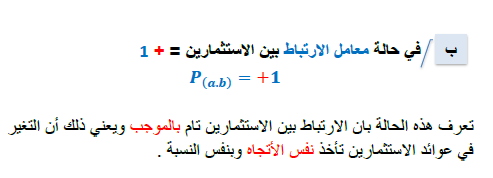 ب / في حالة معامل الارتباط بين الاستثمارين = + 1
P(a.b) = +1
تعرف هذه الحالة بان الارتباط بين الاستثمارين تام بالموجب ويعني ذلك أن التغير
في عوائد الاستثمارين تأخذ نفس الأتجاه وبنفس النسبة .